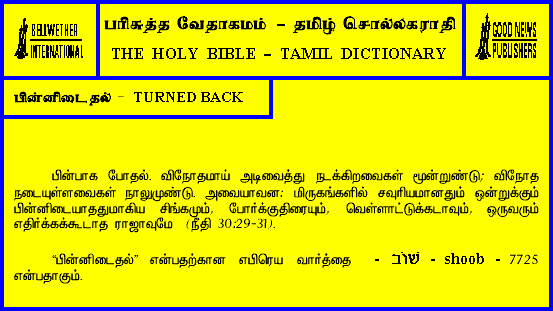 BELLWETHER
INTERNATIONAL
பரிசுத்த வேதாகமம் - தமிழ் சொல்லகராதி
THE HOLY BIBLE - TAMIL DICTIONARY
GOOD NEWS
PUBLISHERS
பின்னிடைதல் - TURNED BACK
பின்பாக போதல். விநோதமாய் அடிவைத்து நடக்கிறவைகள் மூன்றுண்டு; விநோத
நடையுள்ளவைகள் நாலுமுண்டு. அவையாவன: மிருகங்களில் சவுரியமானதும் ஒன்றுக்கும்
பின்னிடையாததுமாகிய சிங்கமும், போர்க்குதிரையும், வெள்ளாட்டுக்கடாவும், ஒருவரும்
எதிர்க்கக்கூடாத ராஜாவுமே (நீதி 30:29-31).
“பின்னிடைதல்” என்பதற்கான எபிரெய வார்த்தை - שׁוּב - shoob - 7725
என்பதாகும்.